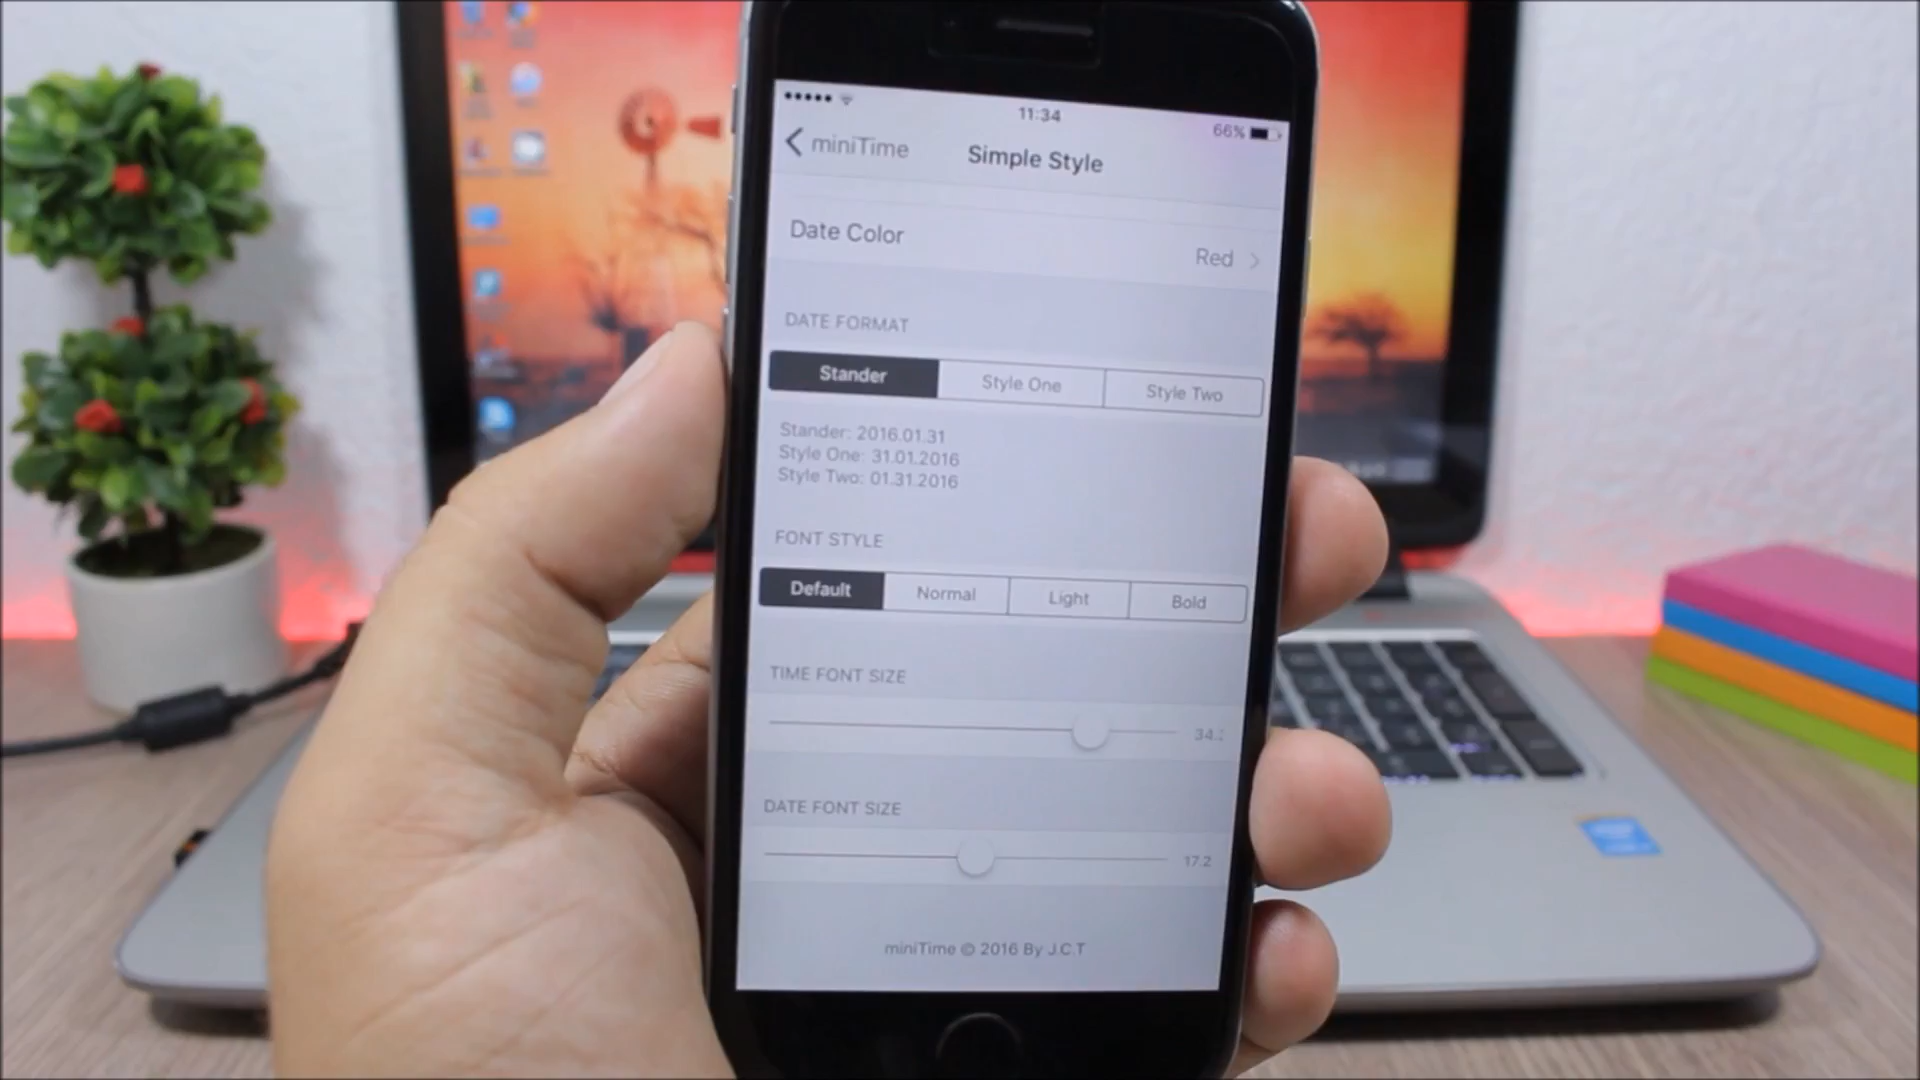 11:34
66%
miniTime
Simple Style
Date Color
Red
DATE FORMAT
Stander
Style One
Style Two
Stander: 2016.01.31
Style One: 31.01.2016
Style Two: 01.31.2016
FONT STYLE
Default
Normal
Light
Bold
TIME FONT SIZE
34.2
DATE FONT SIZE
17.2
miniTime © 2016 By J.C.T